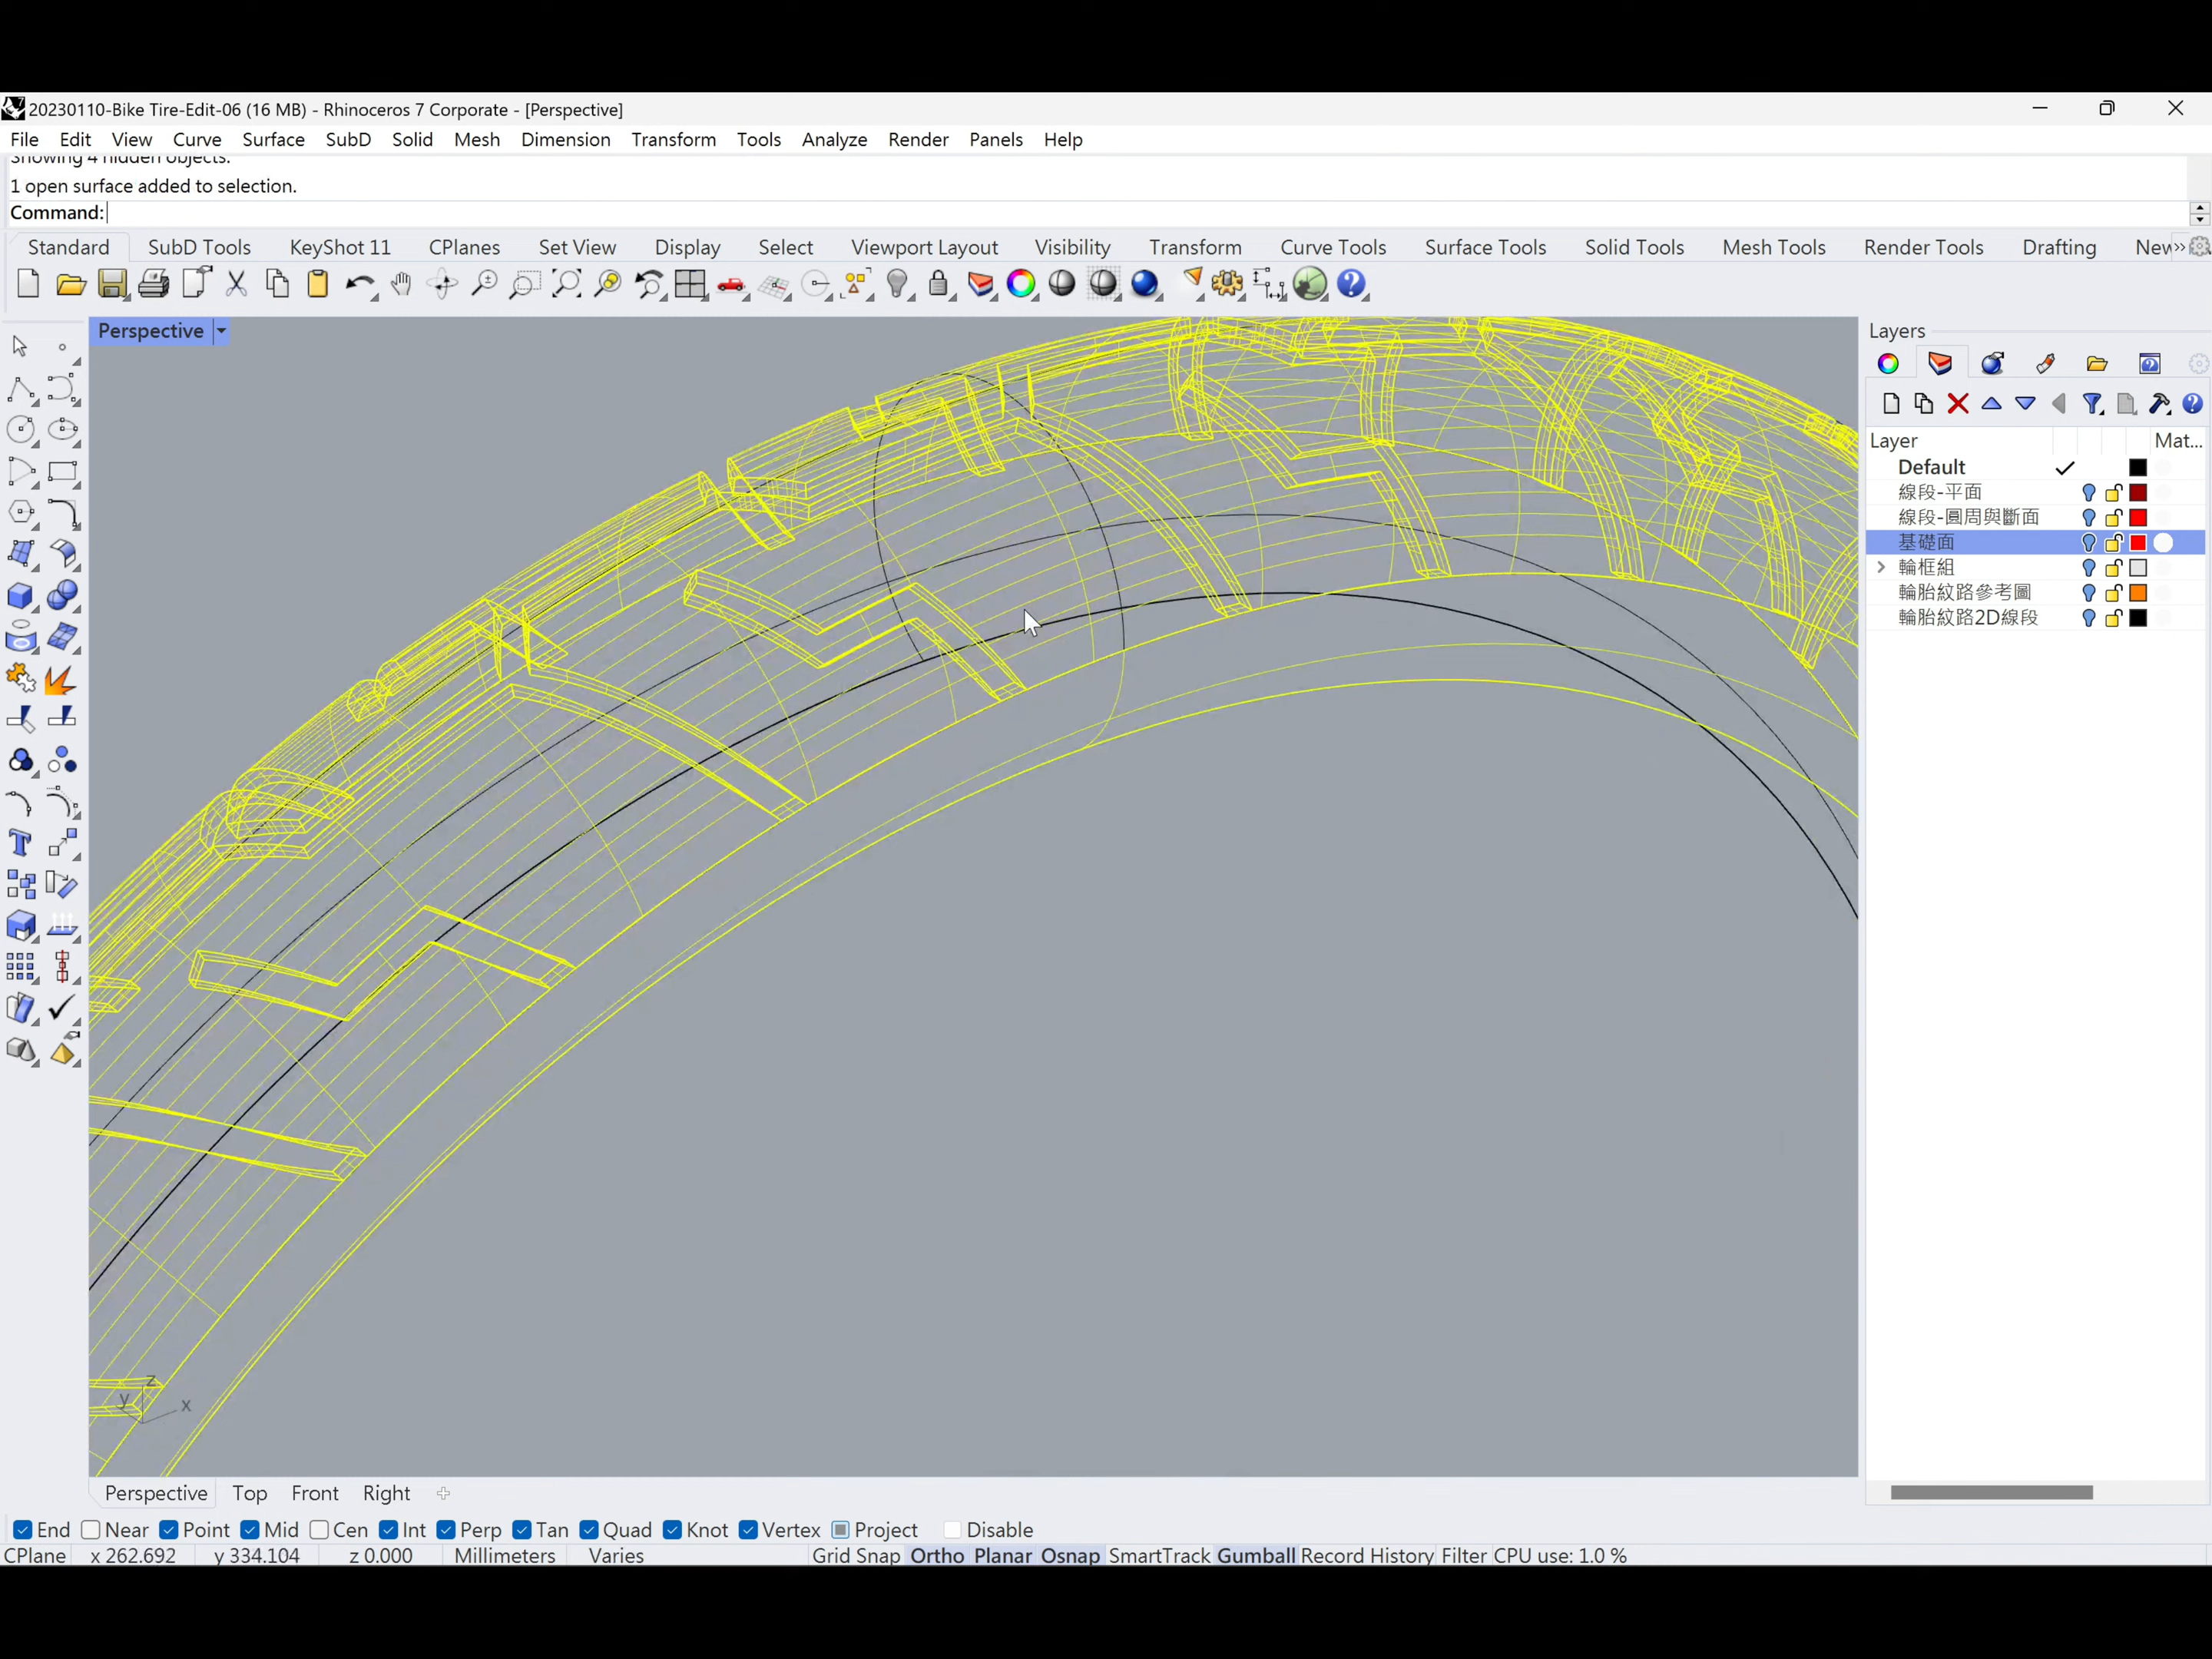 20230110-Bike Tire-Edit-06 (16 MB) - Rhinoceros 7 Corporate - [Perspective]
File Edit View Curve Surface SubD Solid Mesh Dimension Transform Tools Analyze Render Panels Help
Showing 4 hidden objects.
1 open surface added to selection.
Command:
Standard SubD Tools KeyShot 11 CPlanes Set View Display Select Viewport Layout Visibility Transform Curve Tools Surface Tools Solid Tools Mesh Tools Render Tools Drafting New
Perspective
Layers
Layer Mat...
Default
線段-平面
線段-圓周與斷面
基礎面
輪框組
輪胎紋路參考圖
輪胎紋路2D線段
z
y x
Perspective Top Front Right
End Near Point Mid Cen Int Perp Tan Quad Knot Vertex Project Disable
CPlane x 262.692 y 334.104 z 0.000 Millimeters Varies Grid Snap Ortho Planar Osnap SmartTrack Gumball Record History Filter CPU use: 1.0 %